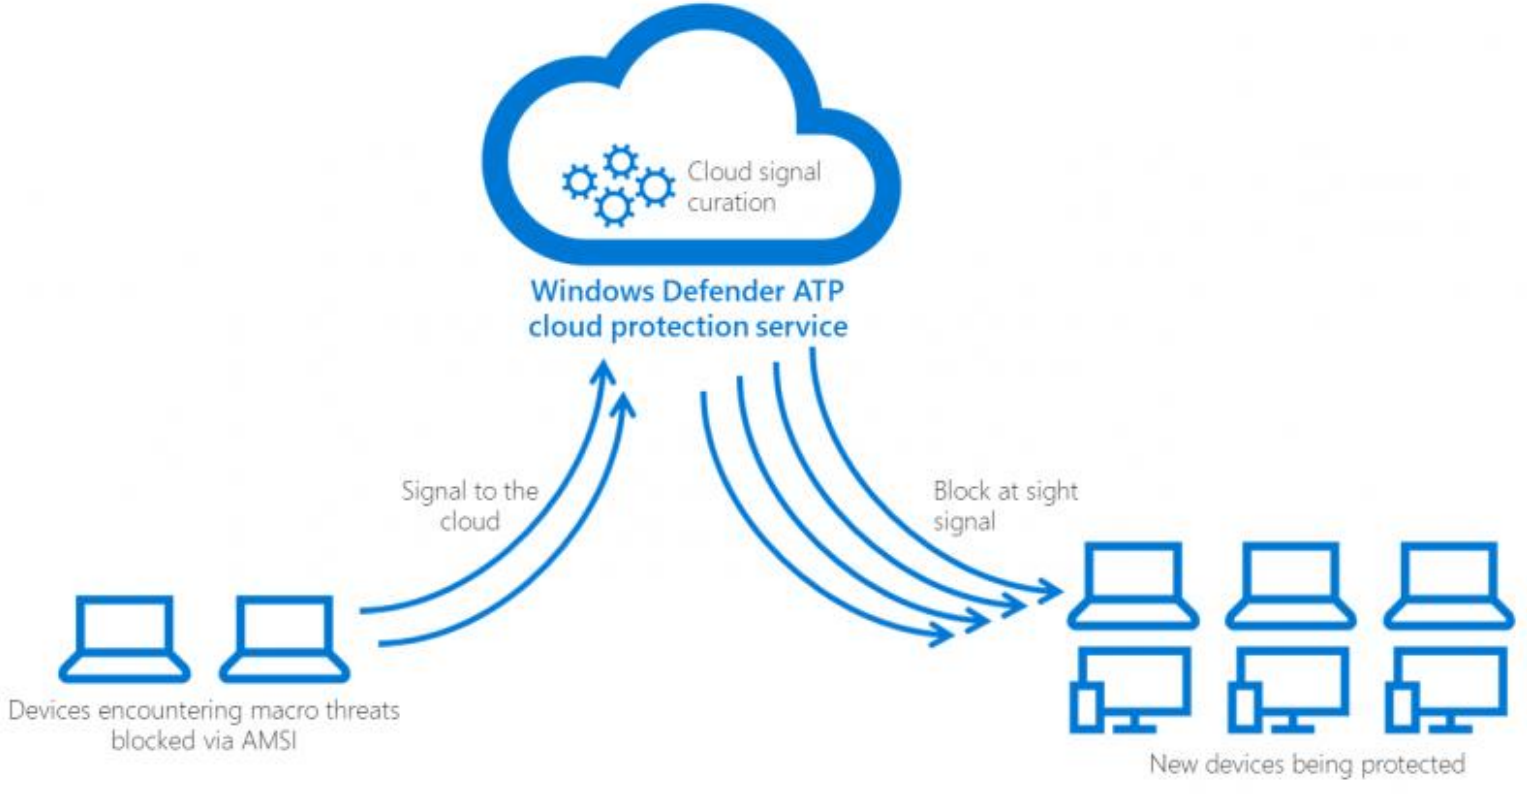 Cloud signal
curation
Windows Defender ATP
cloud protection service
Signal to the
cloud
Block at sight
signal
Devices encountering macro threats
blocked via AMSI
New devices being protected